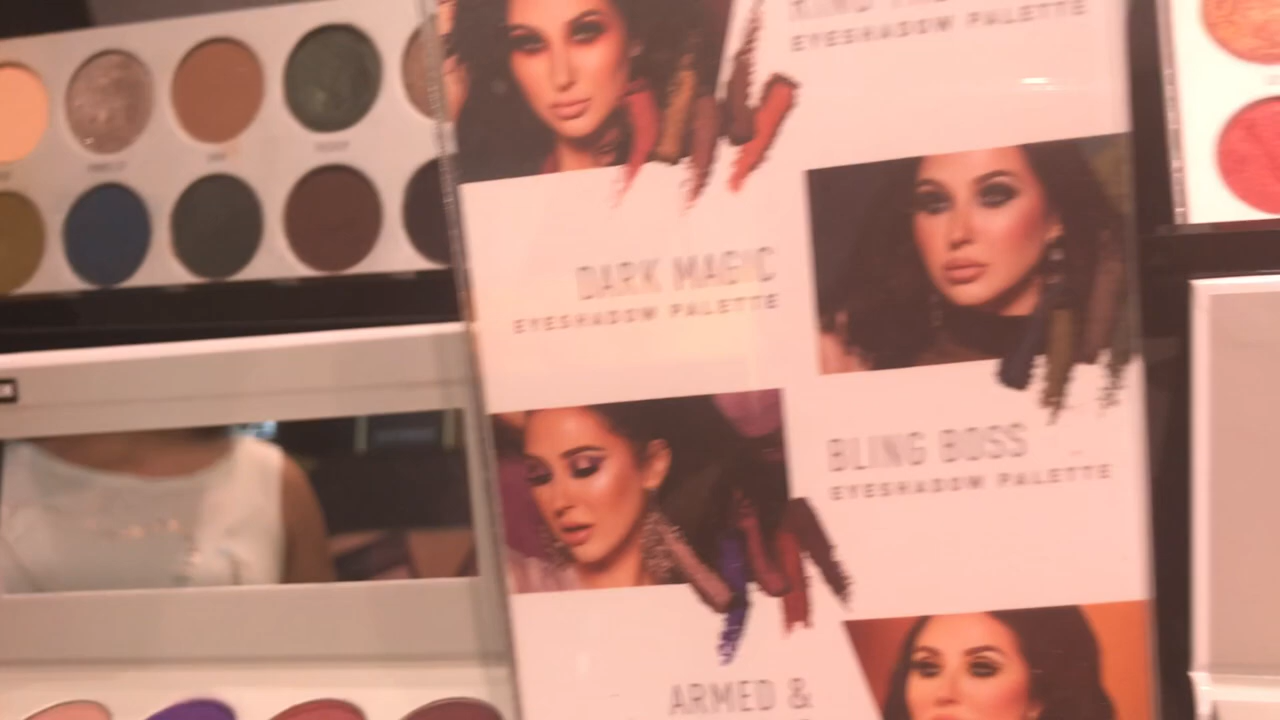 EYESHADOW PALETTE
DARK MAGIC
EYESHADOW PALETTE
BLING BOSS
EYESHADOW PALETTE
ARMED &